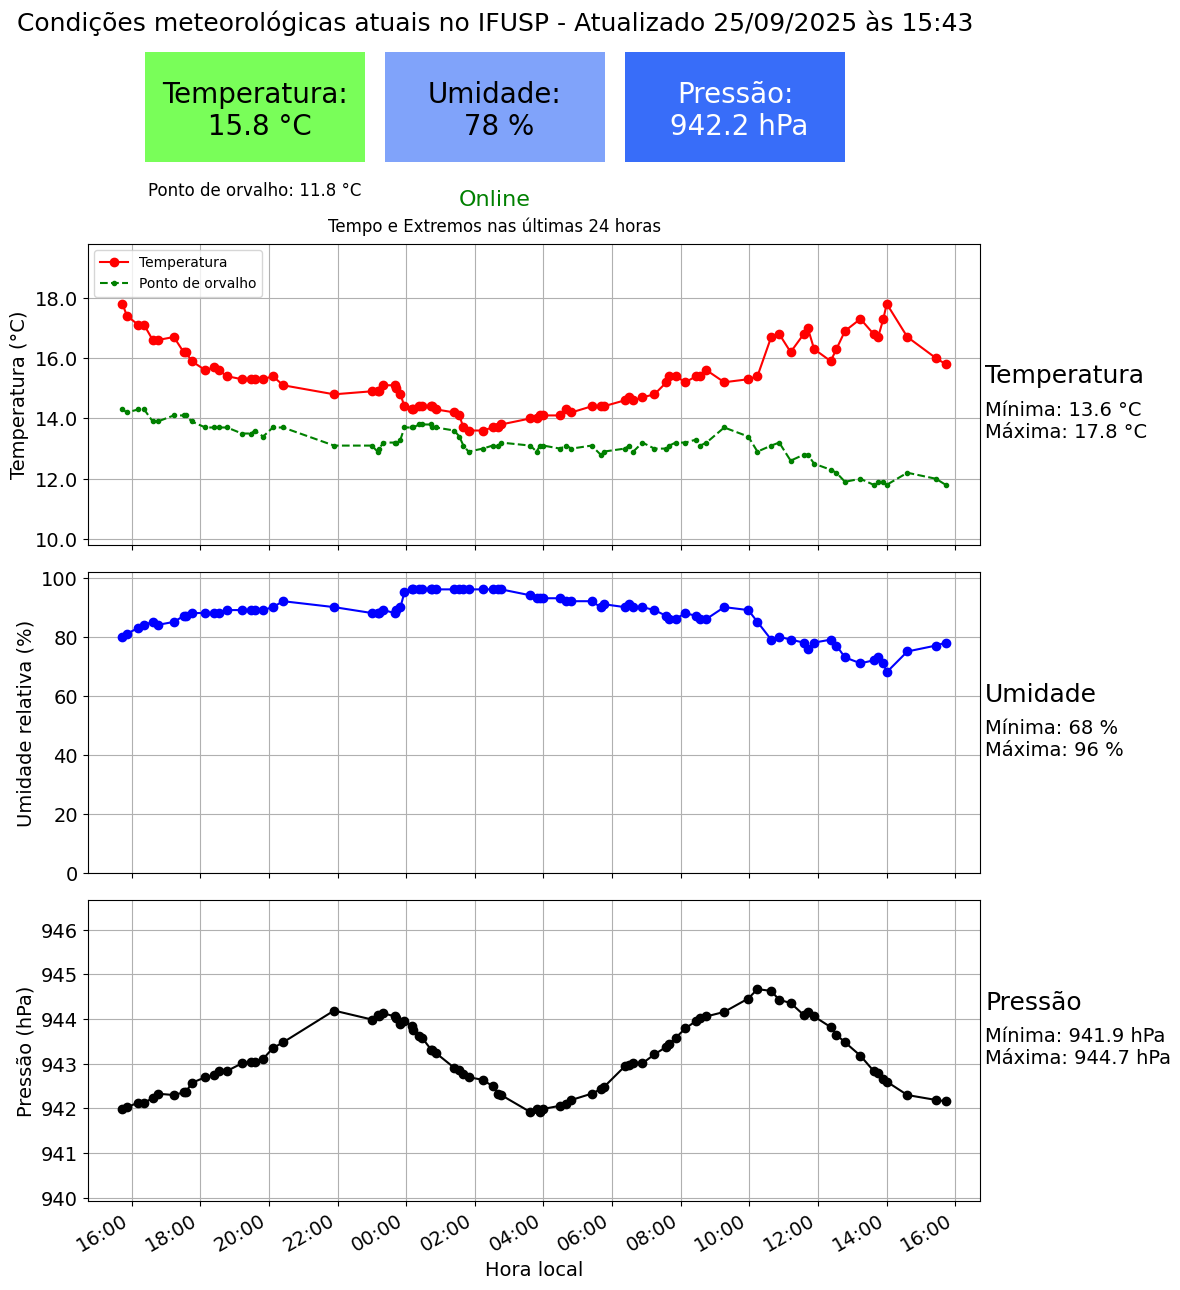 Condições meteorológicas atuais no IFUSP - Atualizado 25/09/2025 às 15:43
Temperatura:
15.8 °C
Umidade:
78 %
Pressão:
942.2 hPa
Ponto de orvalho: 11.8 °C
Online
Tempo e Extremos nas últimas 24 horas
Temperatura
Ponto de orvalho
Temperatura (°C)
18.0
16.0
14.0
12.0
10.0
Temperatura
Mínima: 13.6 °C
Máxima: 17.8 °C
Umidade relativa (%)
100
80
60
40
20
0
Umidade
Mínima: 68 %
Máxima: 96 %
Pressão (hPa)
946
945
944
943
942
941
940
Pressão
Mínima: 941.9 hPa
Máxima: 944.7 hPa
16:00 18:00 20:00 22:00 00:00 02:00 04:00 06:00 08:00 10:00 12:00 14:00 16:00
Hora local